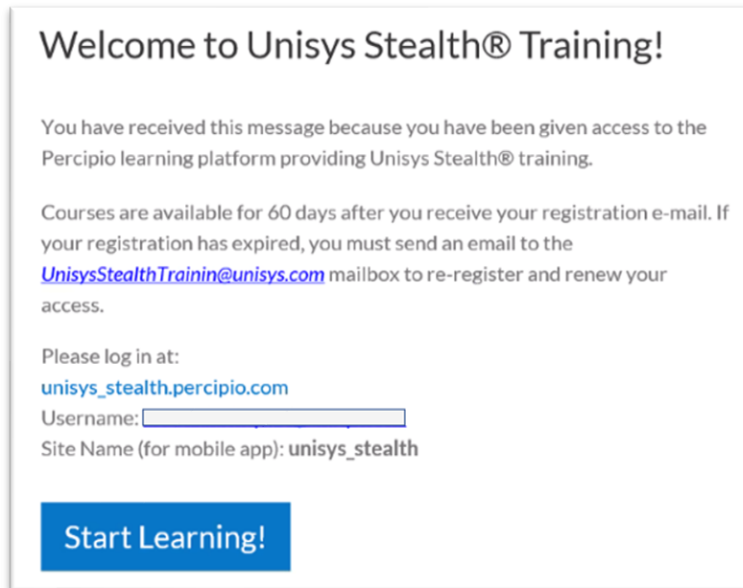 Welcome to Unisys Stealth® Training!
You have received this message because you have been given access to the
Percipio learning platform providing Unisys Stealth® training.
Courses are available for 60 days after you receive your registration e-mail. If
your registration has expired, you must send an email to the
UnisysStealthTrainin@unisys.com mailbox to re-register and renew your
access.
Please log in at:
unisys_stealth.percipio.com
Username:
Site Name (for mobile app): unisys_stealth
Start Learning!